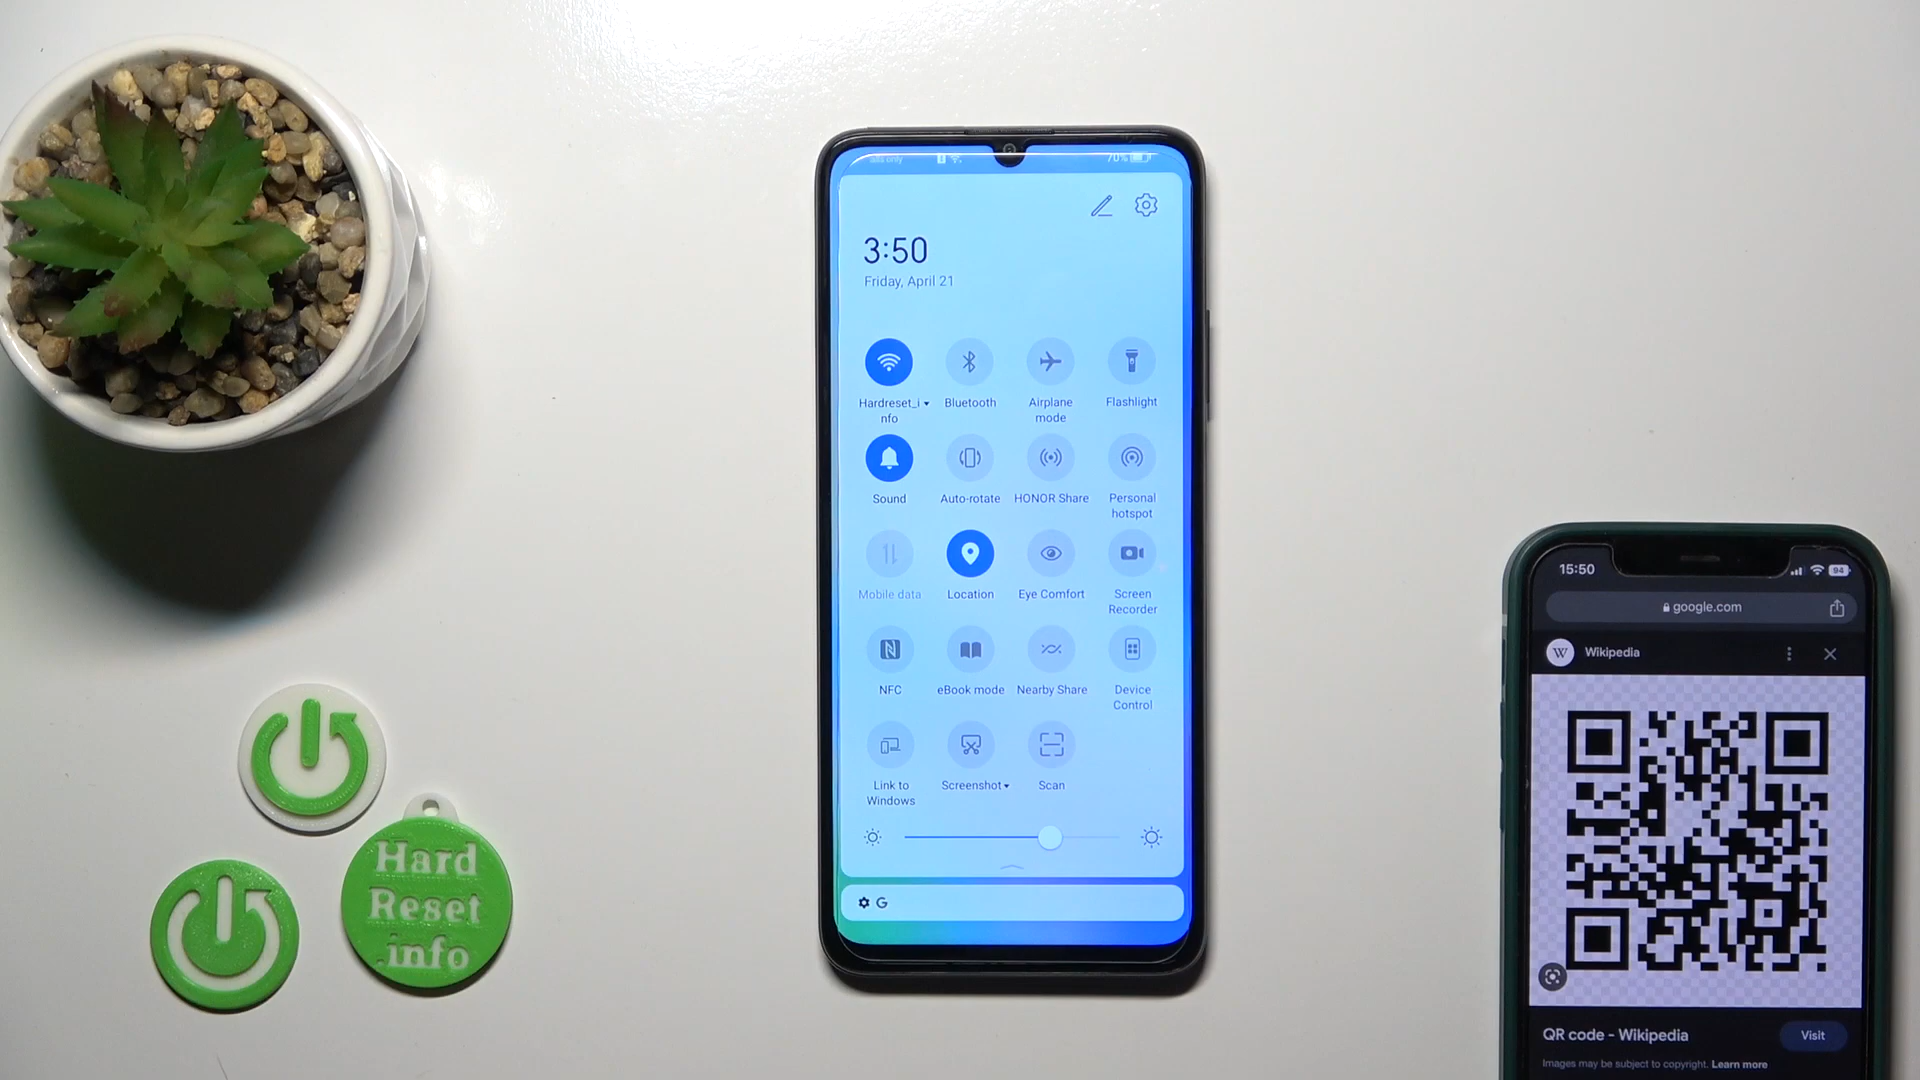 70%
3:50
Friday, April 21
Hardreset_i
nfo
Bluetooth
Airplane
mode
Flashlight
Sound
Auto-rotate
HONOR Share
Personal
hotspot
Mobile data
Location
Eye Comfort
Screen
Recorder
NFC
eBook mode
Nearby Share
Device
Control
Link to
Windows
Screenshot
Scan
G
Hard
Reset
.info
15:50
94
google.com
W Wikipedia
QR code - Wikipedia
Visit
Images may be subject to copyright. Learn more